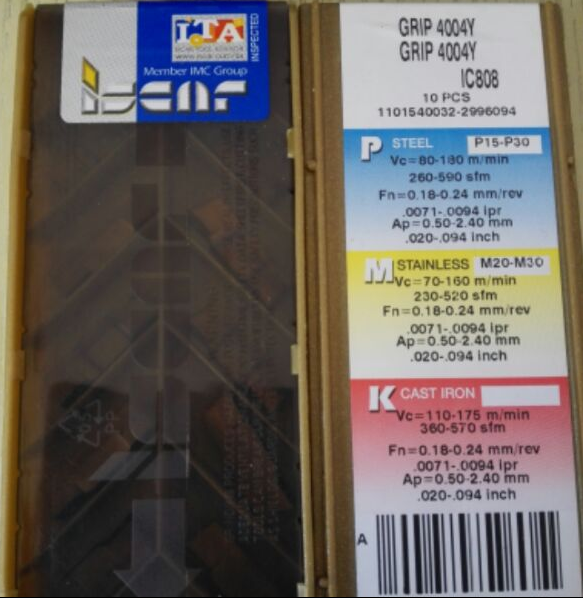 ITA
INSPECTED
Member IMC Group
iscar
PP
GRIP 4004Y
GRIP 4004Y
IC808
10 PCS
1101540032-2996094
P STEEL P15-P30
Vc=80-180 m/min
260-590 sfm
Fn=0.18-0.24 mm/rev
.0071-.0094 ipr
Ap=0.50-2.40 mm
.020-.094 inch
M STAINLESS M20-M30
Vc=70-160 m/min
230-520 sfm
Fn=0.18-0.24 mm/rev
.0071-.0094 ipr
Ap=0.50-2.40 mm
.020-.094 inch
K CAST IRON
Vc=110-175 m/min
360-570 sfm
Fn=0.18-0.24 mm/rev
.0071-.0094 ipr
Ap=0.50-2.40 mm
.020-.094 inch
A